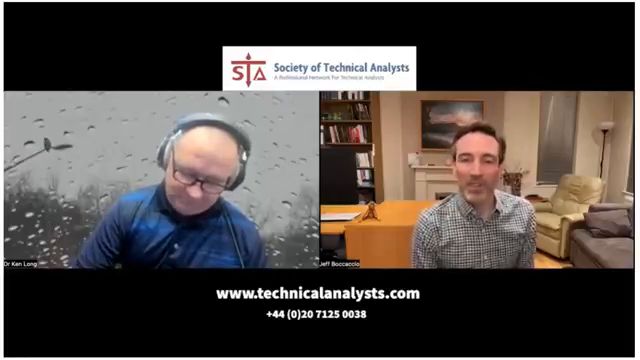 STA
Society of Technical Analysts
A Professional Network For Technical Analysts
Dr Ken Long
Jeff Boccaccio
www.technicalanalysts.com
+44 (0)20 7125 0038